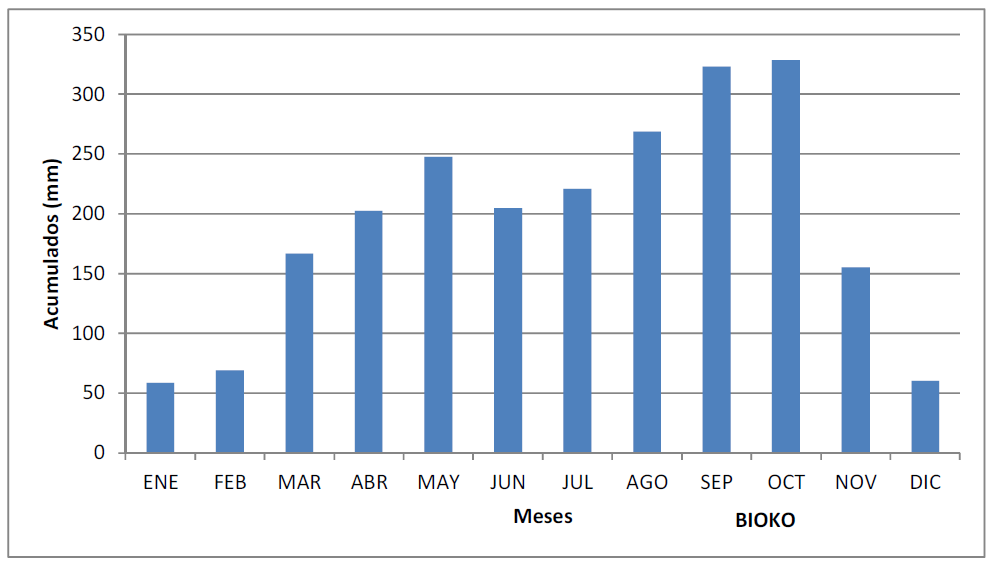 350
300
250
200
150
100
50
0
Acumulados (mm)
ENE FEB MAR ABR MAY JUN JUL AGO SEP OCT NOV DIC
Meses
BIOKO